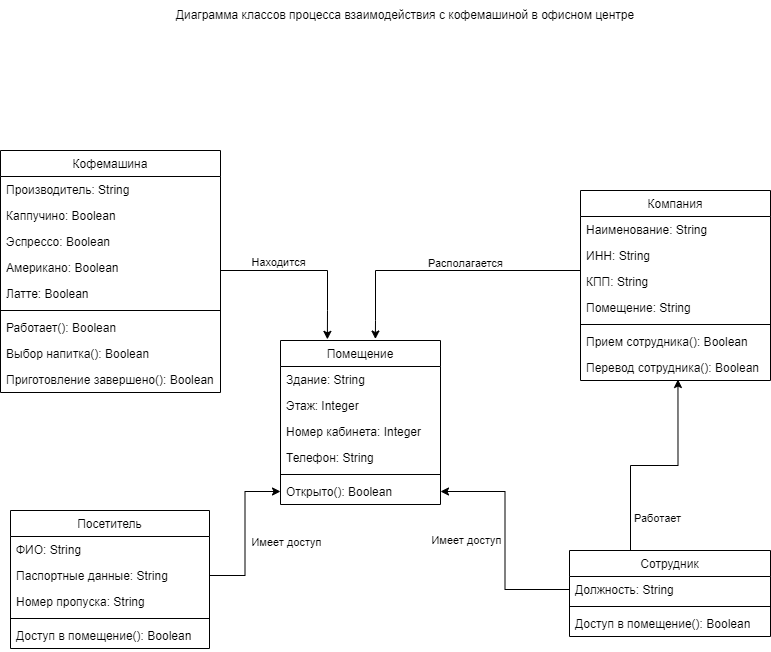 Диаграмма классов процесса взаимодействия с кофемашиной в офисном центре
Кофемашина
Производитель: String
Каппучино: Boolean
Эспрессо: Boolean
Американо: Boolean
Латте: Boolean
Работает(): Boolean
Выбор напитка(): Boolean
Приготовление завершено(): Boolean
Находится
Располагается
Компания
Наименование: String
ИНН: String
КПП: String
Помещение: String
Прием сотрудника(): Boolean
Перевод сотрудника(): Boolean
Помещение
Здание: String
Этаж: Integer
Номер кабинета: Integer
Телефон: String
Открыто(): Boolean
Посетитель
ФИО: String
Паспортные данные: String
Номер пропуска: String
Доступ в помещение(): Boolean
Имеет доступ
Имеет доступ
Работает
Сотрудник
Должность: String
Доступ в помещение(): Boolean